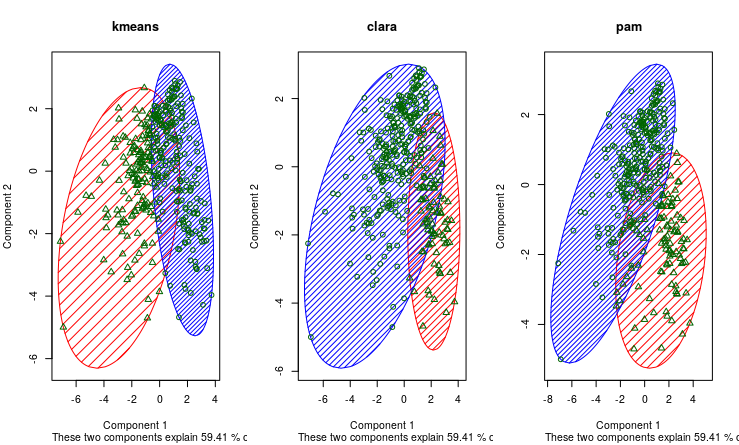 kmeans
Component 2
2
0
-2
-4
-6
-6 -4 -2 0 2 4
Component 1
These two components explain 59.41 % c
clara
Component 2
2
0
-2
-4
-6
-6 -4 -2 0 2 4
Component 1
These two components explain 59.41 % c
pam
Component 2
2
0
-2
-4
-8 -6 -4 -2 0 2 4
Component 1
These two components explain 59.41 % c